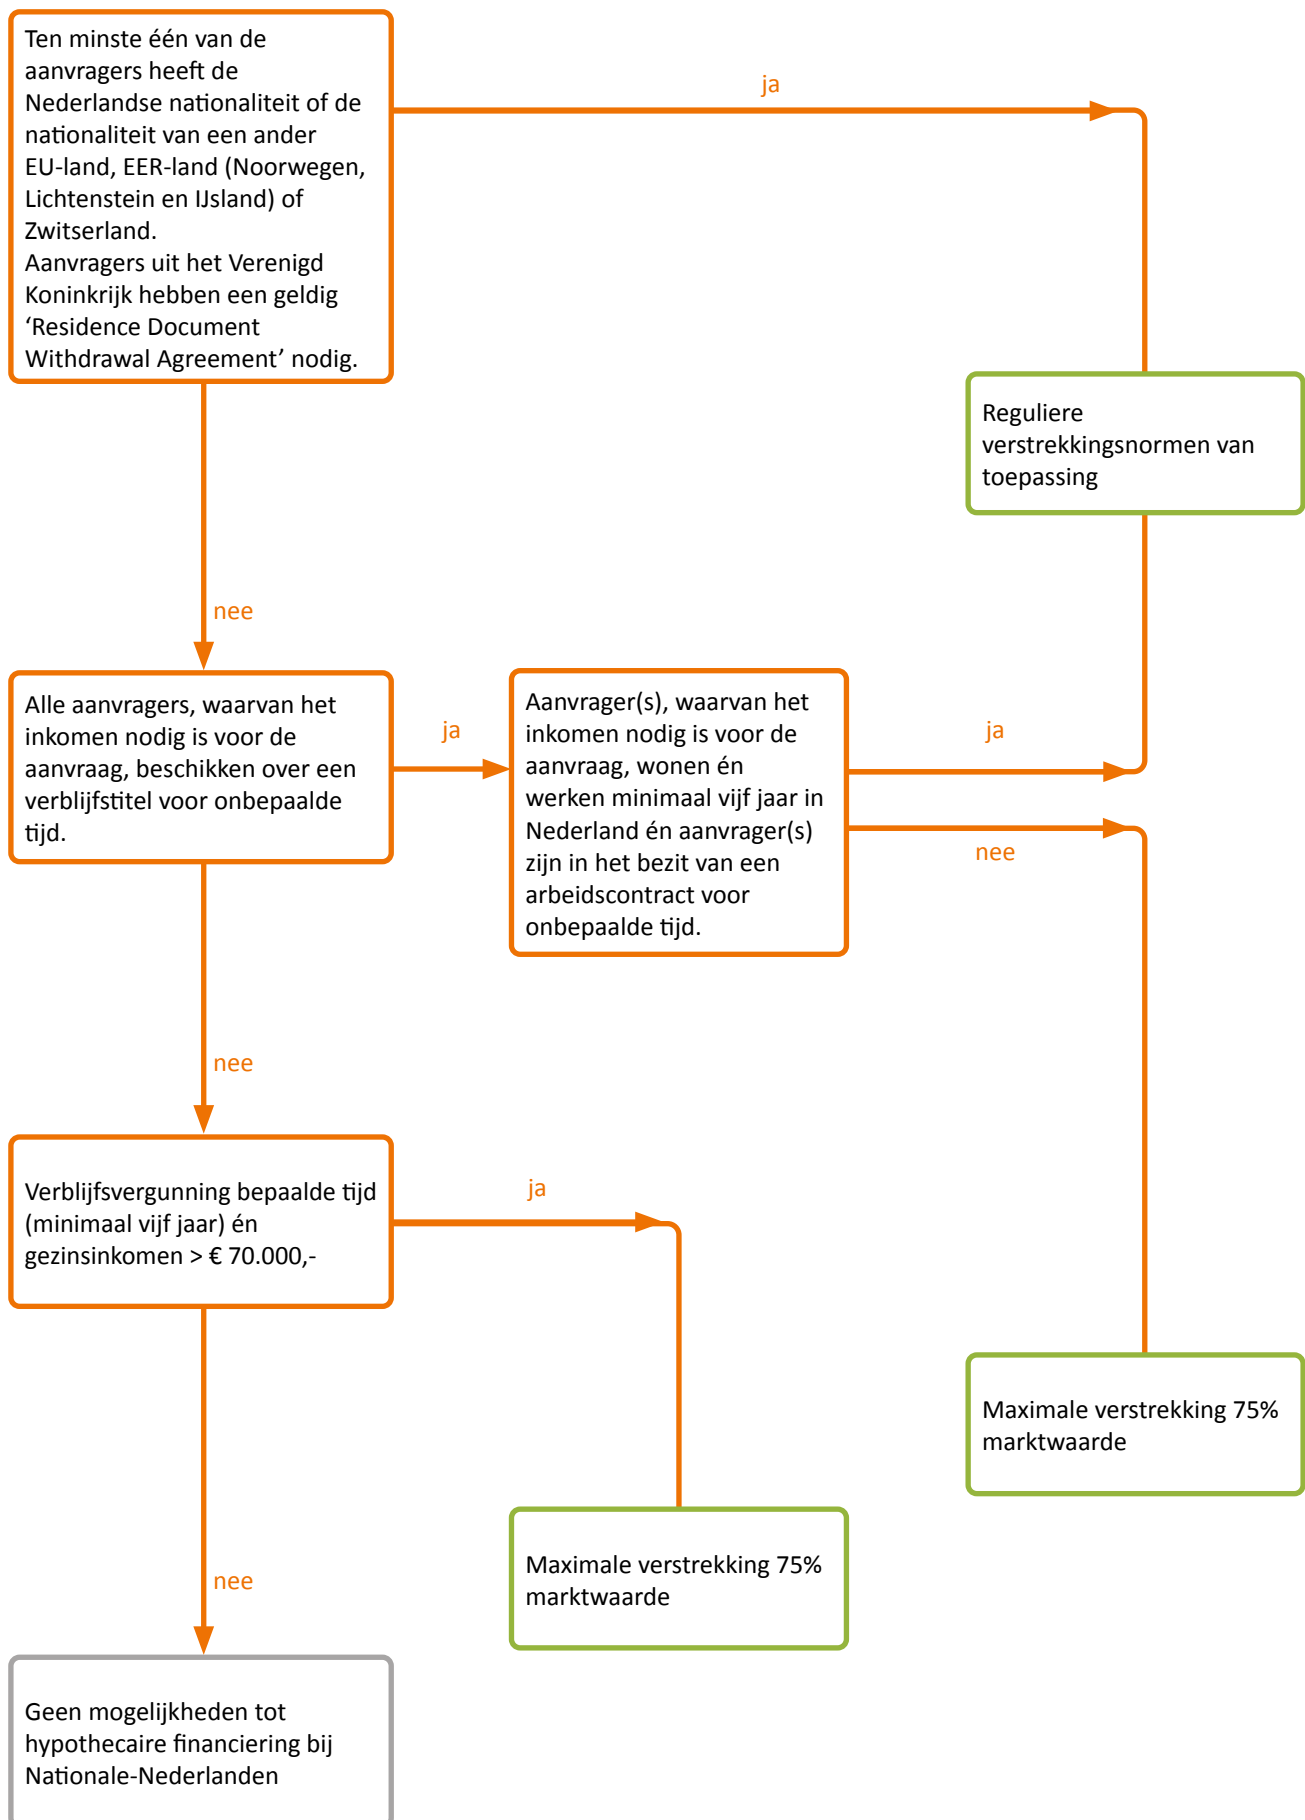 Ten minste één van de
aanvragers heeft de
Nederlandse nationaliteit of de
nationaliteit van een ander
EU-land, EER-land (Noorwegen,
Lichtenstein en IJsland) of
Zwitserland.
Aanvragers uit het Verenigd
Koninkrijk hebben een geldig
‘Residence Document
Withdrawal Agreement’ nodig.
ja
Reguliere
verstrekkingsnormen van
toepassing
nee
Alle aanvragers, waarvan het
inkomen nodig is voor de
aanvraag, beschikken over een
verblijfstitel voor onbepaalde
tijd.
ja
Aanvrager(s), waarvan het
inkomen nodig is voor de
aanvraag, wonen én
werken minimaal vijf jaar in
Nederland én aanvrager(s)
zijn in het bezit van een
arbeidscontract voor
onbepaalde tijd.
ja
nee
nee
Verblijfsvergunning bepaalde tijd
(minimaal vijf jaar) én
gezinsinkomen > € 70.000,-
ja
Maximale verstrekking 75%
marktwaarde
Maximale verstrekking 75%
marktwaarde
nee
Geen mogelijkheden tot
hypothecaire financiering bij
Nationale-Nederlanden